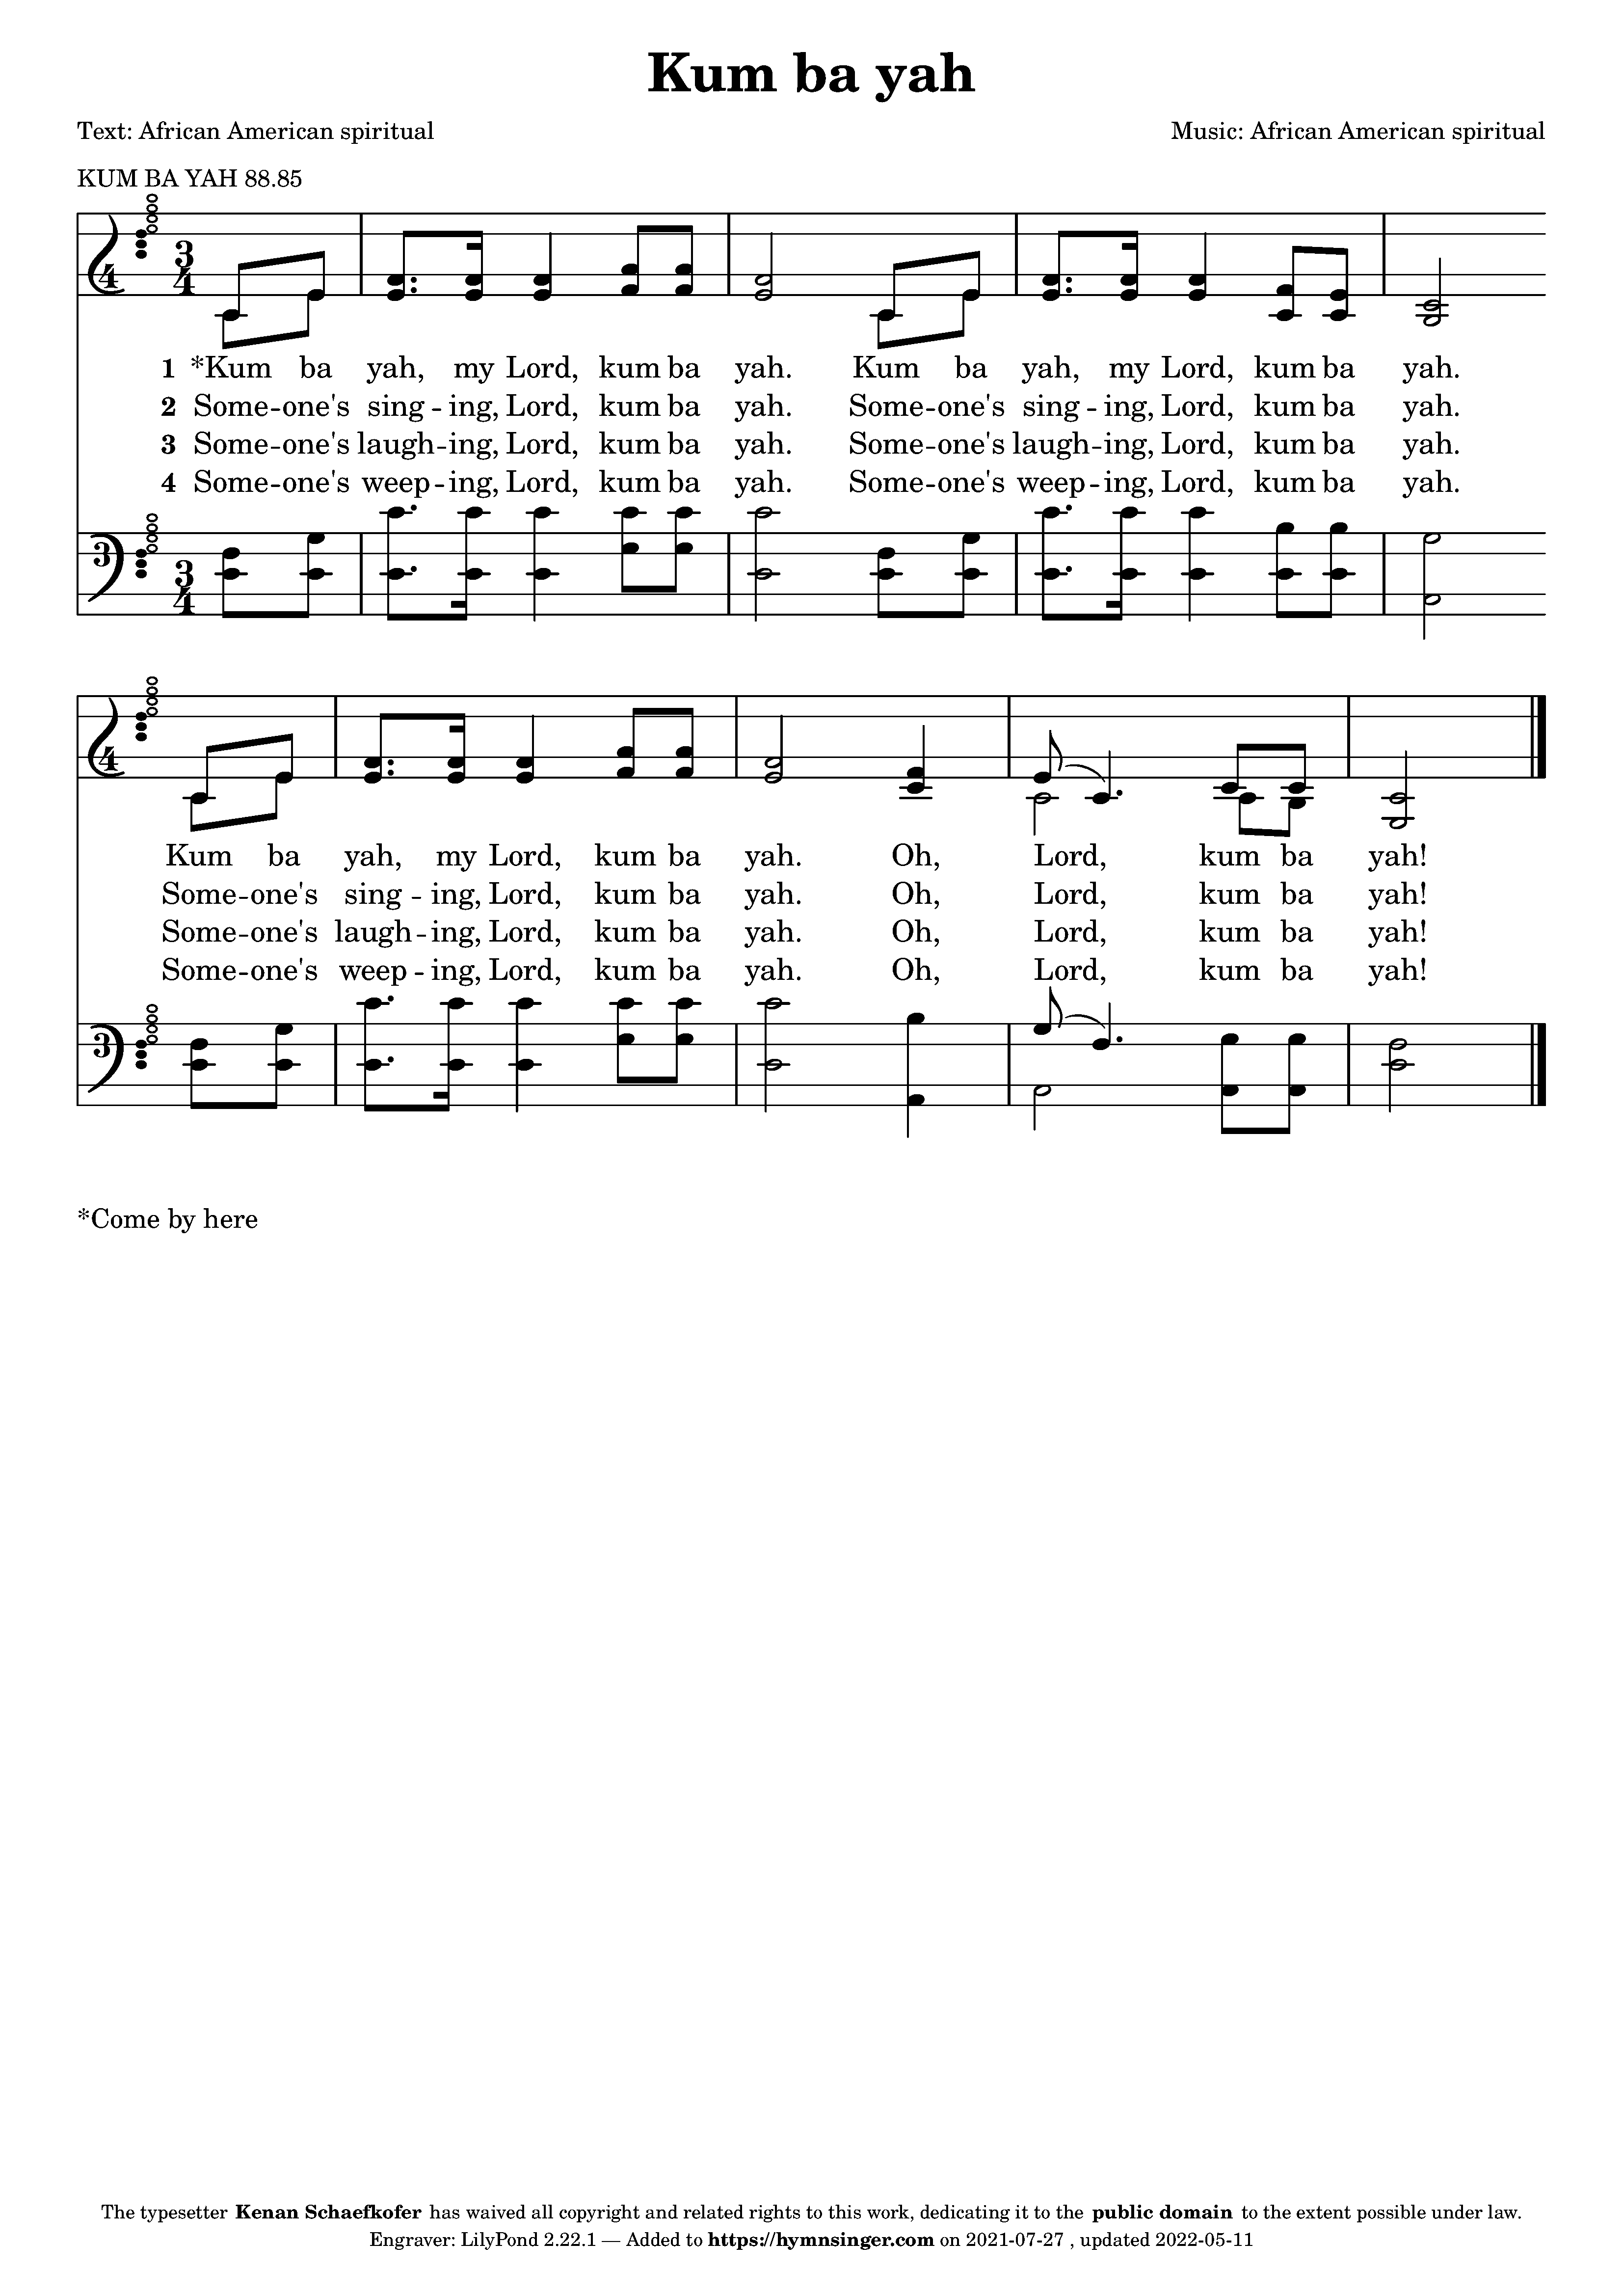 Kum ba yah
Text: African American spiritual
Music: African American spiritual
KUM BA YAH 88.85
4 3 4
1 *Kum ba yah, my Lord, kum ba yah. Kum ba yah, my Lord, kum ba yah.
2 Some -- one's sing -- ing, Lord, kum ba yah. Some -- one's sing -- ing, Lord, kum ba yah.
3 Some -- one's laugh -- ing, Lord, kum ba yah. Some -- one's laugh -- ing, Lord, kum ba yah.
4 Some -- one's weep -- ing, Lord, kum ba yah. Some -- one's weep -- ing, Lord, kum ba yah.
3 3 4
4
Kum ba yah, my Lord, kum ba yah. Oh, Lord, kum ba yah!
Some -- one's sing -- ing, Lord, kum ba yah. Oh, Lord, kum ba yah!
Some -- one's laugh -- ing, Lord, kum ba yah. Oh, Lord, kum ba yah!
Some -- one's weep -- ing, Lord, kum ba yah. Oh, Lord, kum ba yah!
3
*Come by here
The typesetter Kenan Schaefkofer has waived all copyright and related rights to this work, dedicating it to the public domain to the extent possible under law.
Engraver: LilyPond 2.22.1 — Added to https://hymnsinger.com on 2021-07-27 , updated 2022-05-11